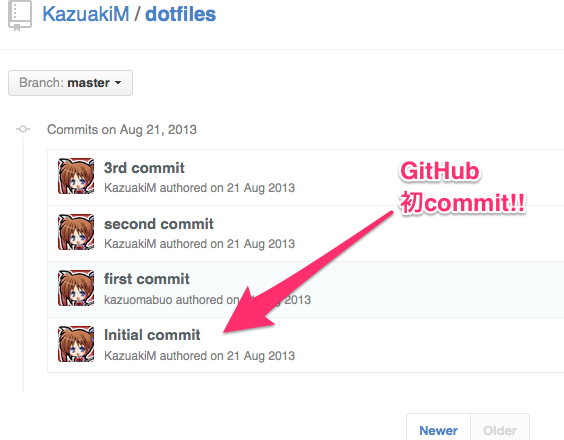 KazuakiM / dotfiles
Branch: master
Commits on Aug 21, 2013
3rd commit
KazuakiM authored on 21 Aug 2013
GitHub
初commit!!
second commit
KazuakiM authored on 21 Aug 2013
first commit
kazuomabuo authored on 2013
Initial commit
KazuakiM authored on 21 Aug 2013
Newer Older